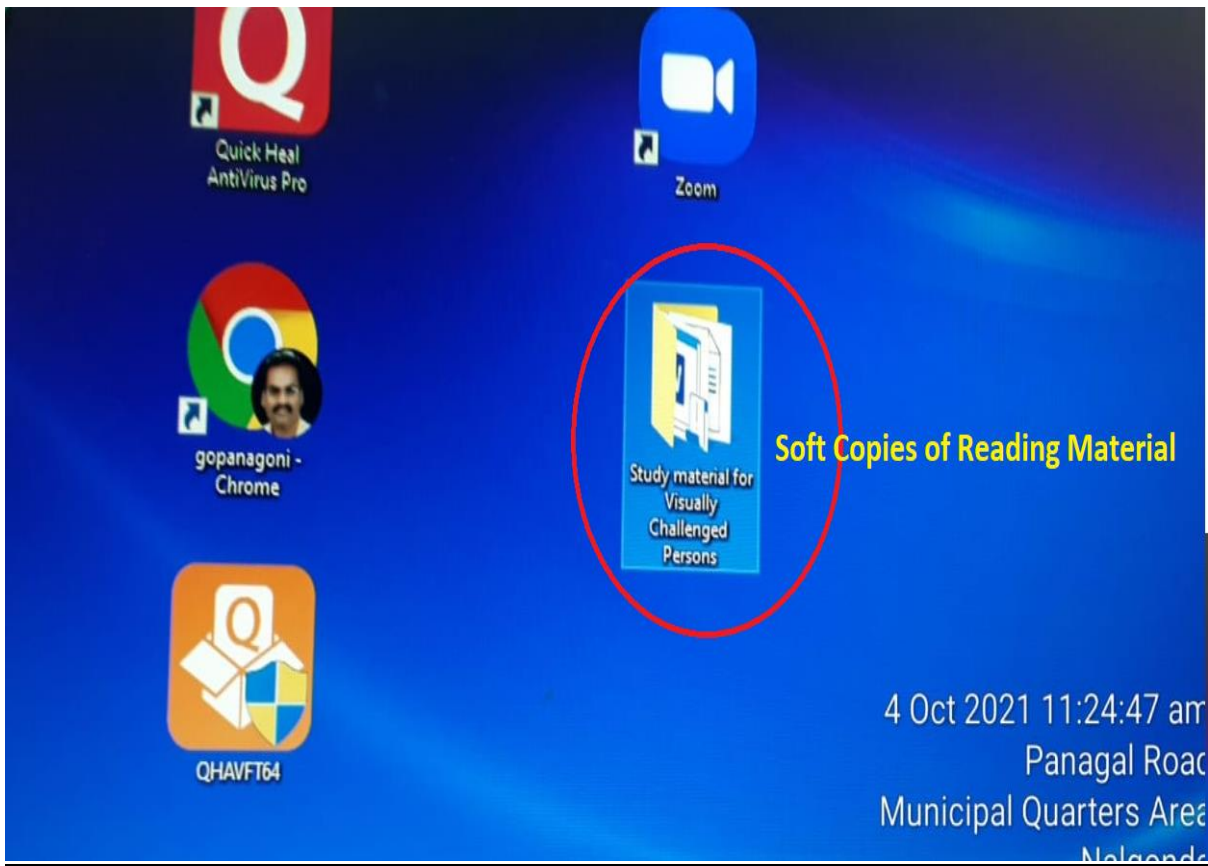 Quick Heal
AntiVirus Pro
Zoom
gopanagoni -
Chrome
Study material for
Visually
Challenged
Persons
Soft Copies of Reading Material
QHAVFT64
4 Oct 2021 11:24:47 am
Panagal Road
Municipal Quarters Area
Nalgonda